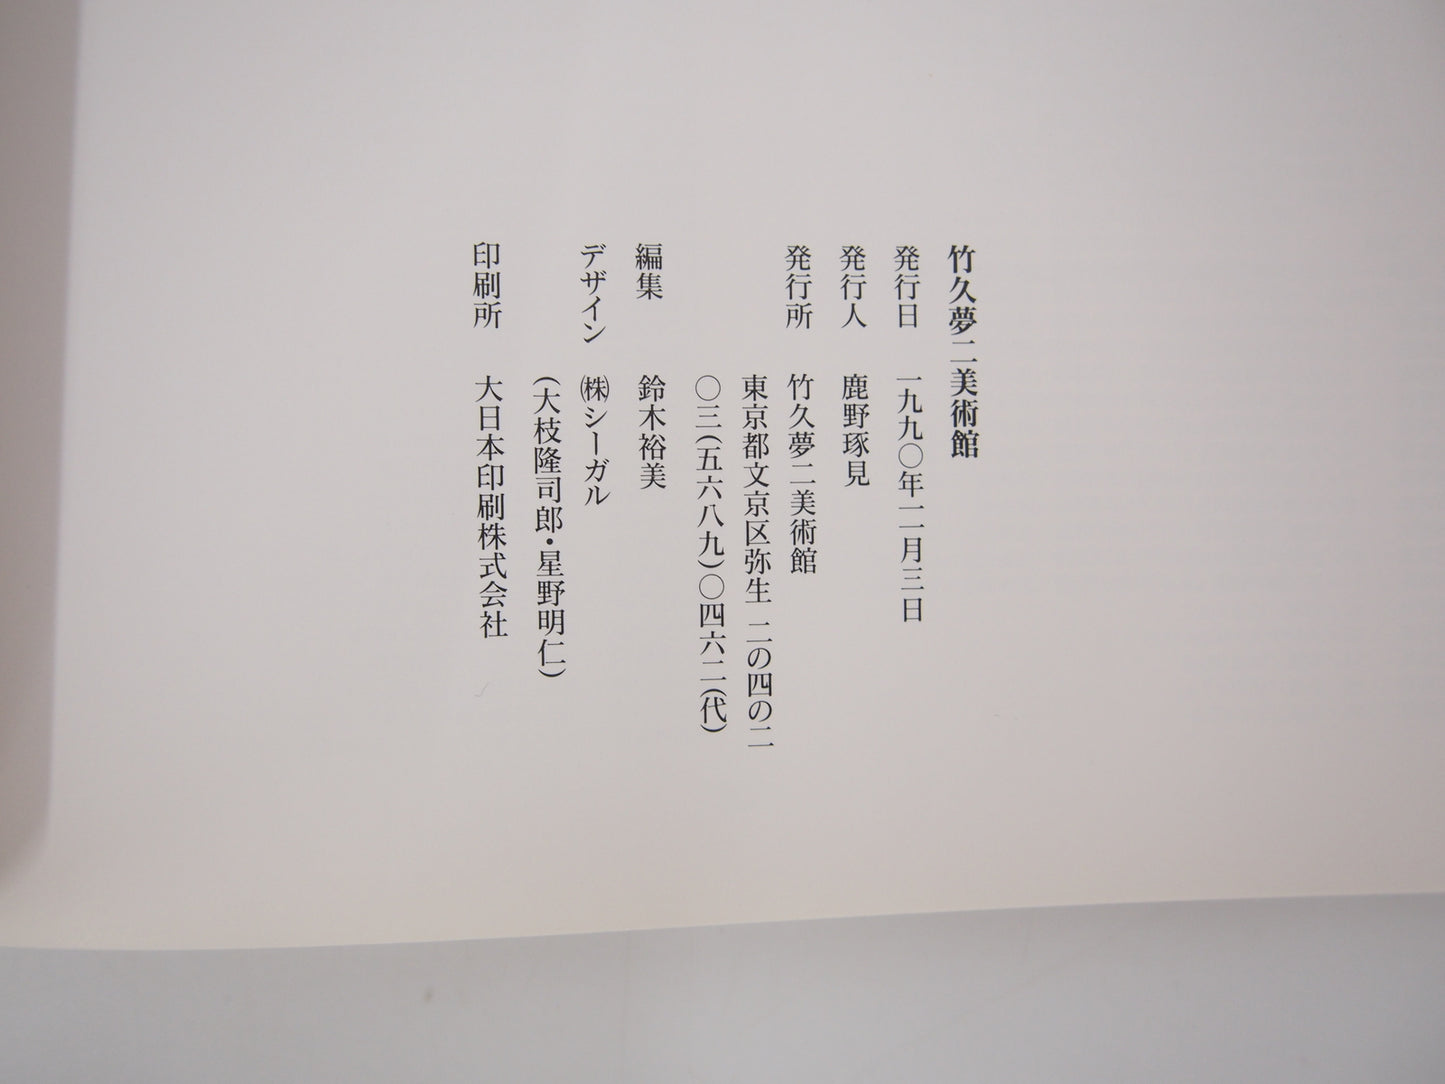 竹久夢二美術館
発行日 一九九〇年一一月三日
発行人 鹿野琢見
発行所 竹久夢二美術館
東京都文京区弥生 二の四の二
〇三(五六八九)〇四六二(代)
編集 鈴木裕美
デザイン ㈱シーガル
(大枝隆司郎・星野明仁)
印刷所 大日本印刷株式会社